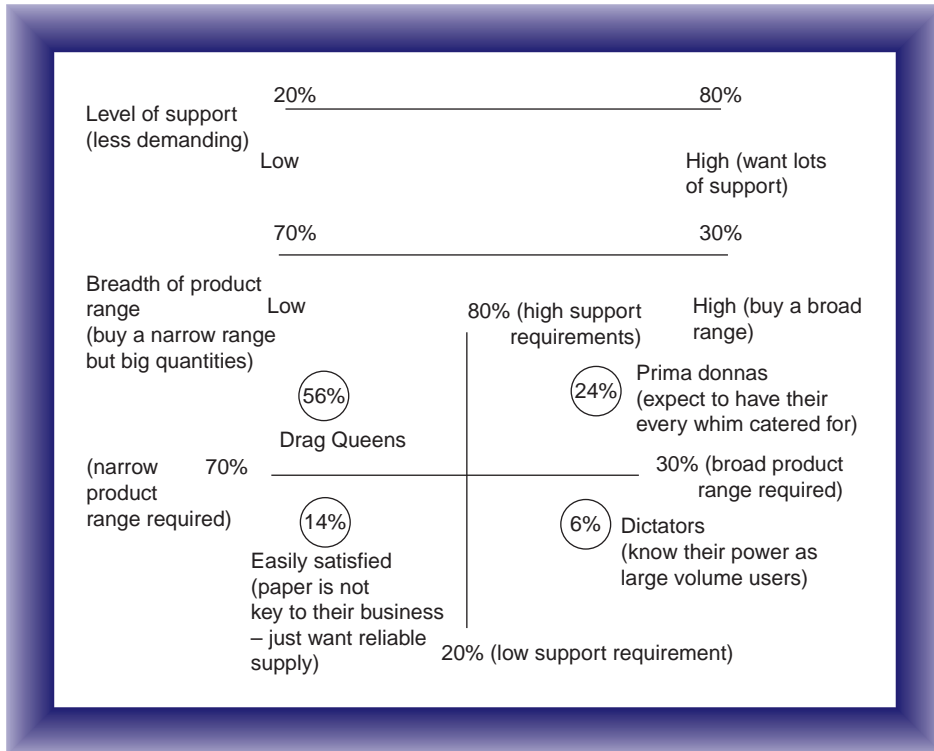 20%
80%
Level of support
(less demanding)
Low
High (want lots
of support)
70%
30%
Breadth of product
range
(buy a narrow range
but big quantities)
Low
80% (high support
requirements)
High (buy a broad
range)
56%
Drag Queens
24%
Prima donnas
(expect to have their
every whim catered for)
(narrow
product
range required)
70%
30% (broad product
range required)
14%
Easily satisfied
(paper is not
key to their business
– just want reliable
supply)
6%
Dictators
(know their power as
large volume users)
20% (low support requirement)